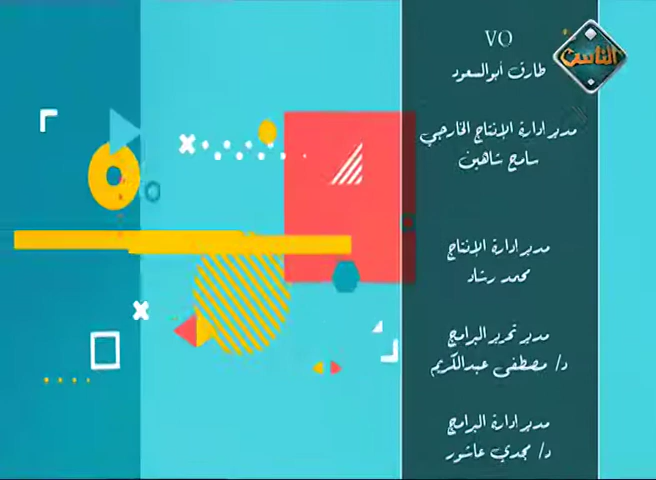 VO
الناس
طارق أبوالسعود
مدير ادارة الإنتاج الخارجي
سامح شاهين
مدير ادارة الإنتاج
محمد رشاد
مدير تحرير البرامج
د/ مصطفى عبدالكريم
مدير ادارة البرامج
د/ مجدي عاشور